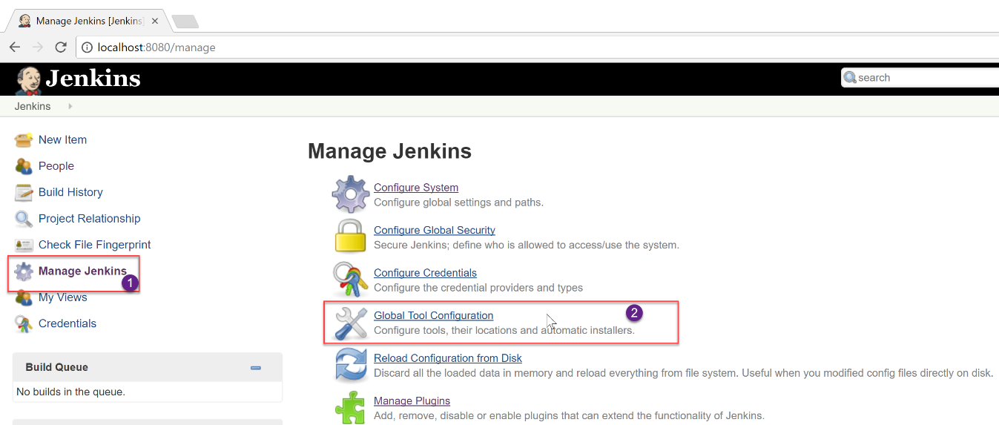 Manage Jenkins [Jenkins]
localhost:8080/manage
Jenkins
search
Jenkins
New Item
People
Build History
Project Relationship
Check File Fingerprint
Manage Jenkins
1
My Views
Credentials
Build Queue
No builds in the queue.
Manage Jenkins
Configure System
Configure global settings and paths.
Configure Global Security
Secure Jenkins; define who is allowed to access/use the system.
Configure Credentials
Configure the credential providers and types
Global Tool Configuration
2
Configure tools, their locations and automatic installers.
Reload Configuration from Disk
Discard all the loaded data in memory and reload everything from file system. Useful when you modified config files directly on disk.
Manage Plugins
Add, remove, disable or enable plugins that can extend the functionality of Jenkins.